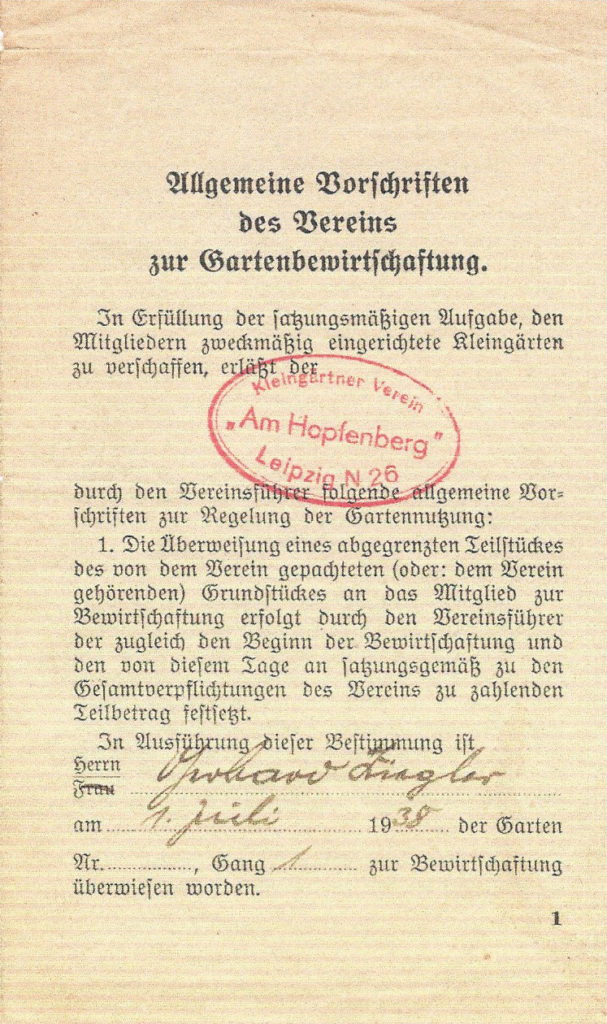 Allgemeine Vorschriften
des Vereins
zur Gartenbewirtschaftung.
In Erfüllung der satzungsmäßigen Aufgabe, den
Mitgliedern zweckmäßig eingerichtete Kleingärten
zu verschaffen, erläßt der
Kleingärtner Verein
„Am Hopfenberg"
Leipzig N 26
durch den Vereinsführer folgende allgemeine Vor-
schriften zur Regelung der Gartennutzung:
1. Die Überweisung eines abgegrenzten Teilstückes
des von dem Verein gepachteten (oder: dem Verein
gehörenden) Grundstückes an das Mitglied zur
Bewirtschaftung erfolgt durch den Vereinsführer
der zugleich den Beginn der Bewirtschaftung und
den von diesem Tage an satzungsgemäß zu den
Gesamtverpflichtungen des Vereins zu zahlenden
Teilbetrag festsetzt.
In Ausführung dieser Bestimmung ist
Herrn
Frau Gerhard Ziegler
am 1. Juli 1938 der Garten
Nr. , Gang 1 zur Bewirtschaftung
überwiesen worden.
1